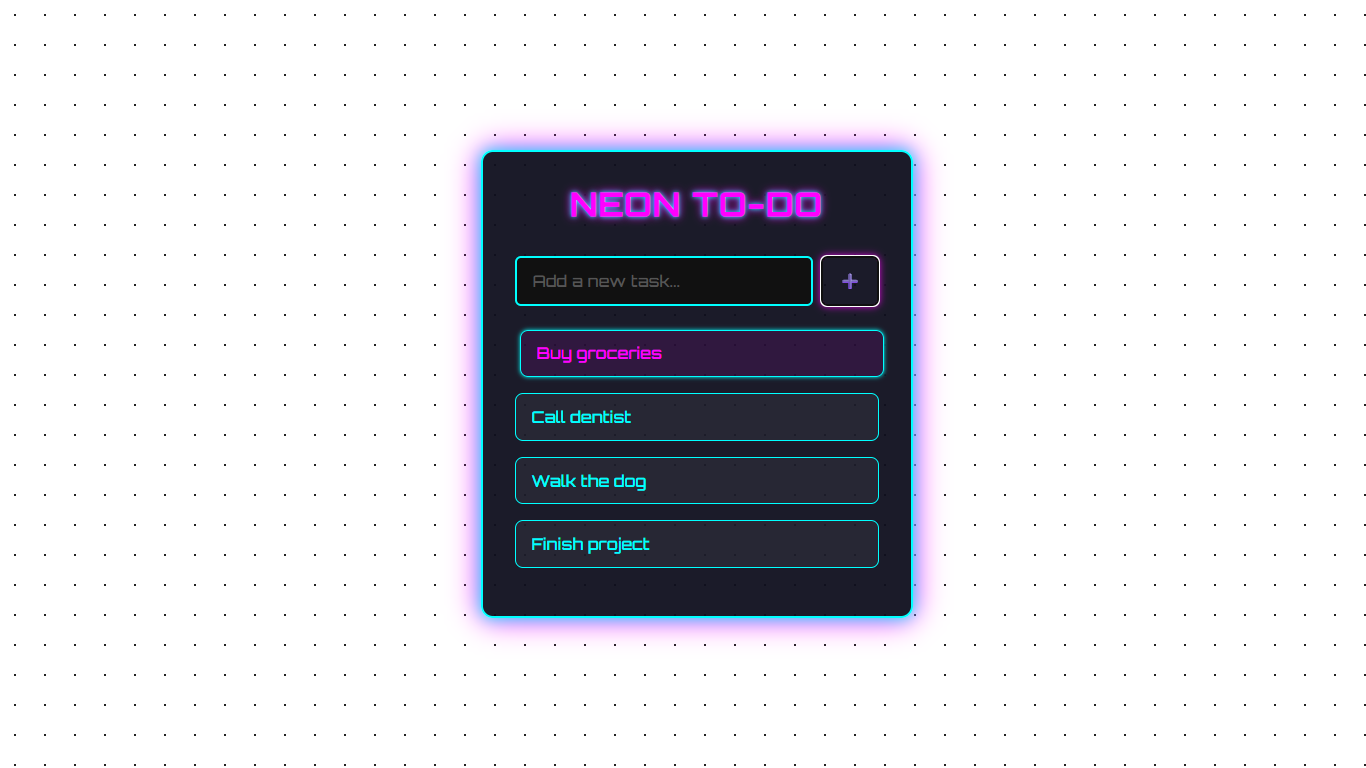 NEON TO-DO
Add a new task...
+
Buy groceries
Call dentist
Walk the dog
Finish project